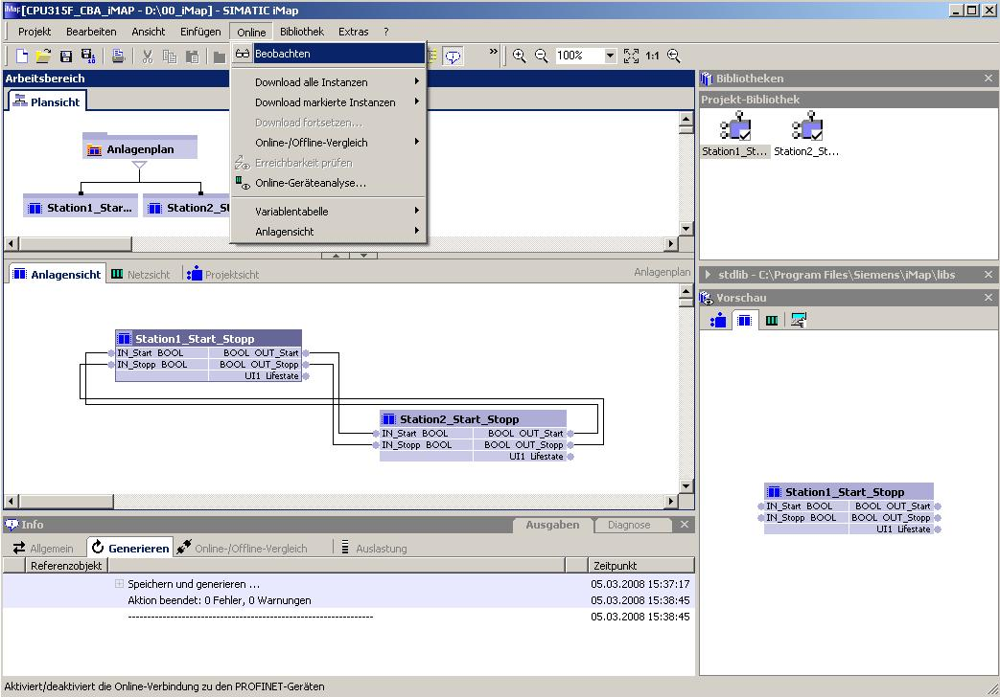 iMap [CPU315F_CBA_iMAP - D:\00_iMap] - SIMATIC iMap
Projekt Bearbeiten Ansicht Einfügen Online Bibliothek Extras ?
100% 1:1
Beobachten
Download alle Instanzen
Download markierte Instanzen
Download fortsetzen...
Online-/Offline-Vergleich
Erreichbarkeit prüfen
Online-Geräteanalyse...
Variablentabelle
Anlagensicht
Arbeitsbereich
Plansicht
Anlagenplan
Station1_Star... Station2_St
Anlagensicht Netzsicht Projektsicht Anlagenplan
Station1_Start_Stopp
IN_Start BOOL BOOL OUT_Start
IN_Stopp BOOL BOOL OUT_Stopp
UI1 Lifestate
Station2_Start_Stopp
IN_Start BOOL BOOL OUT_Start
IN_Stopp BOOL BOOL OUT_Stopp
UI1 Lifestate
Info Ausgaben Diagnose
Allgemein Generieren Online-/Offline-Vergleich Auslastung
Referenzobjekt Zeitpunkt
Speichern und generieren ... 05.03.2008 15:37:17
Aktion beendet: 0 Fehler, 0 Warnungen 05.03.2008 15:38:45
---------------------------------------------------------------- 05.03.2008 15:38:45
Bibliotheken
Projekt-Bibliothek
Station1_St... Station2_St...
stdlib - C:\Program Files\Siemens\iMap\libs
Vorschau
Station1_Start_Stopp
IN_Start BOOL BOOL OUT_Start
IN_Stopp BOOL BOOL OUT_Stopp
UI1 Lifestate
Aktiviert/deaktiviert die Online-Verbindung zu den PROFINET-Geräten